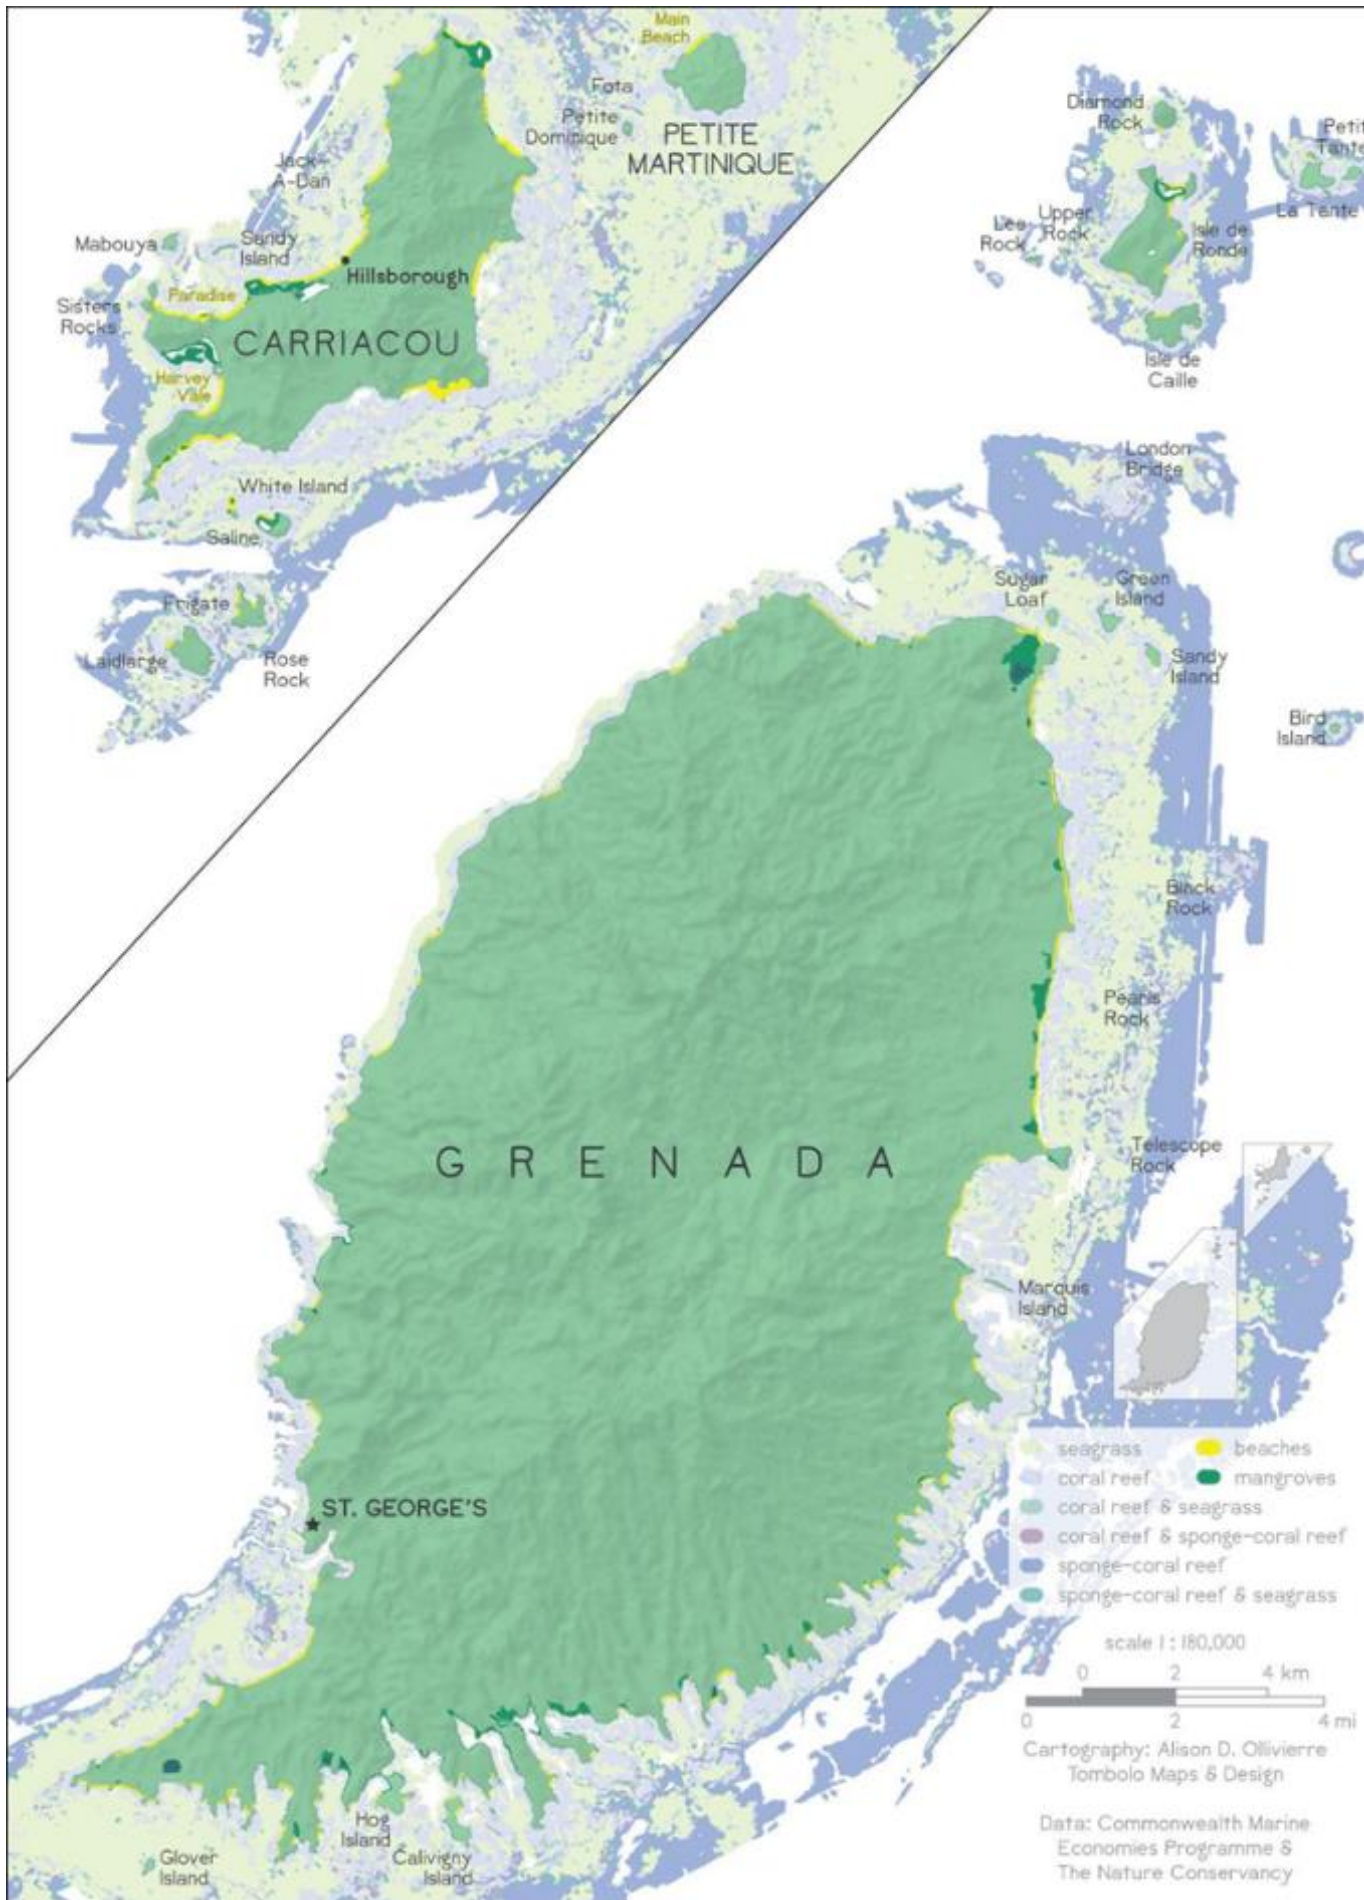 Main
Beach
Fota
Petite
Dominique
PETITE
MARTINIQUE
Jack-
A-Dan
Mabouya
Sandy
Island
Hillsborough
Paradise
Sisters
Rocks
CARRIACOU
Harvey
Vale
White Island
Saline
Frigate
Laidlarge
Rose
Rock
Diamond
Rock
Petit
Tante
La Tante
Upper
Rock
Lee
Rock
Isle de
Ronde
Isle de
Caille
London
Bridge
Sugar
Loaf
Green
Island
Sandy
Island
Bird
Island
Binck
Rock
Pearls
Rock
GRENADA
Telescope
Rock
Marquis
Island
ST. GEORGE'S
Hog
Island
Calivigny
Island
Glover
Island
seagrass
beaches
coral reef
mangroves
coral reef & seagrass
coral reef & sponge-coral reef
sponge-coral reef
sponge-coral reef & seagrass
scale 1 : 180,000
0 2 4 km
0 2 4 mi
Cartography: Alison D. Ollivierre
Tombolo Maps & Design
Data: Commonwealth Marine
Economies Programme &
The Nature Conservancy